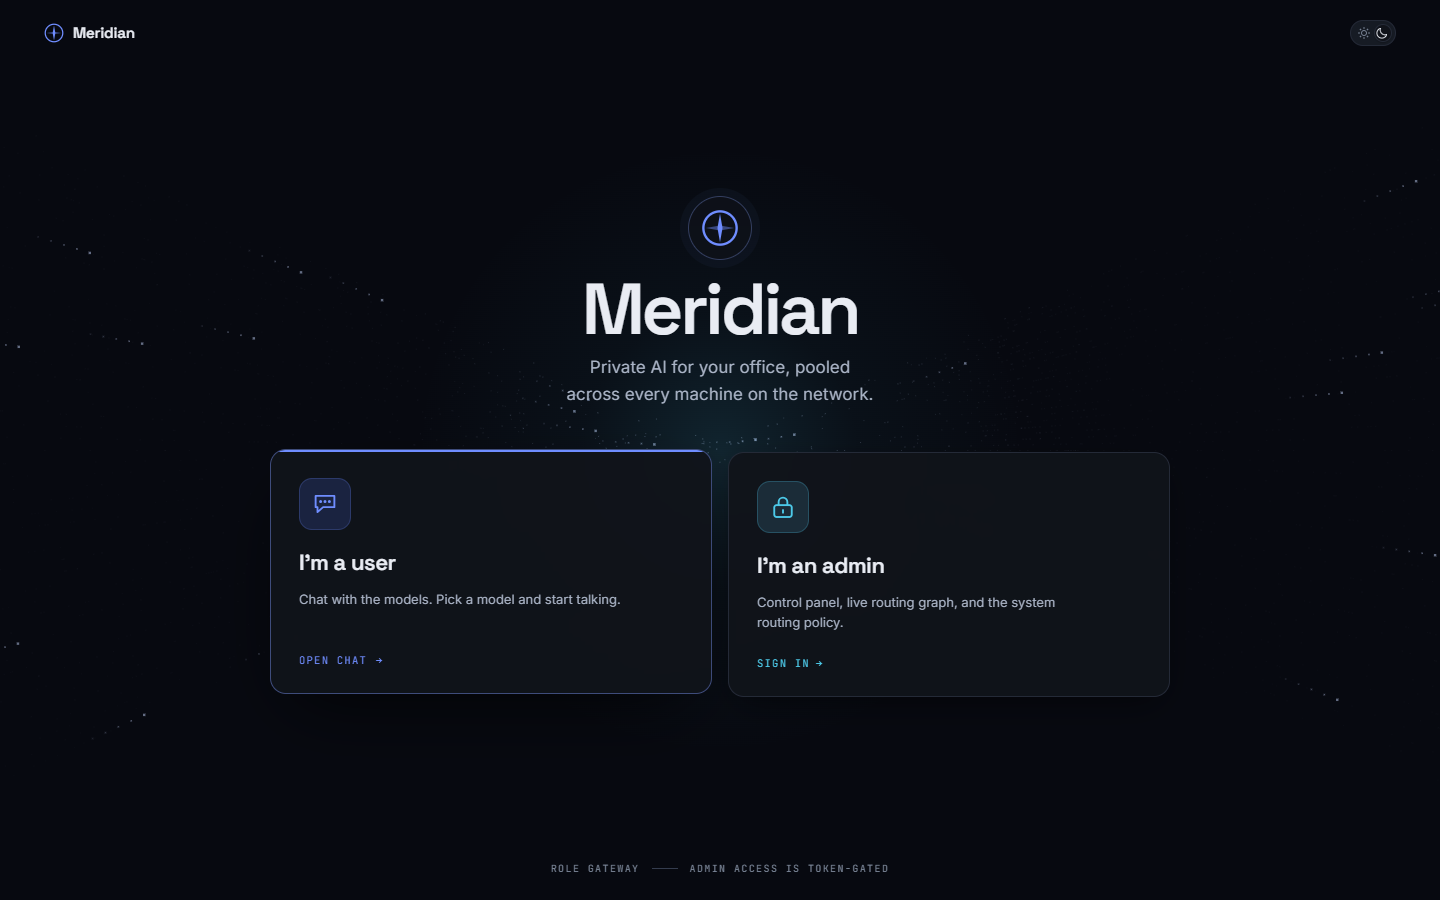 Meridian
Meridian
Private AI for your office, pooled
across every machine on the network.
I'm a user
Chat with the models. Pick a model and start talking.
OPEN CHAT →
I'm an admin
Control panel, live routing graph, and the system
routing policy.
SIGN IN →
ROLE GATEWAY — ADMIN ACCESS IS TOKEN-GATED